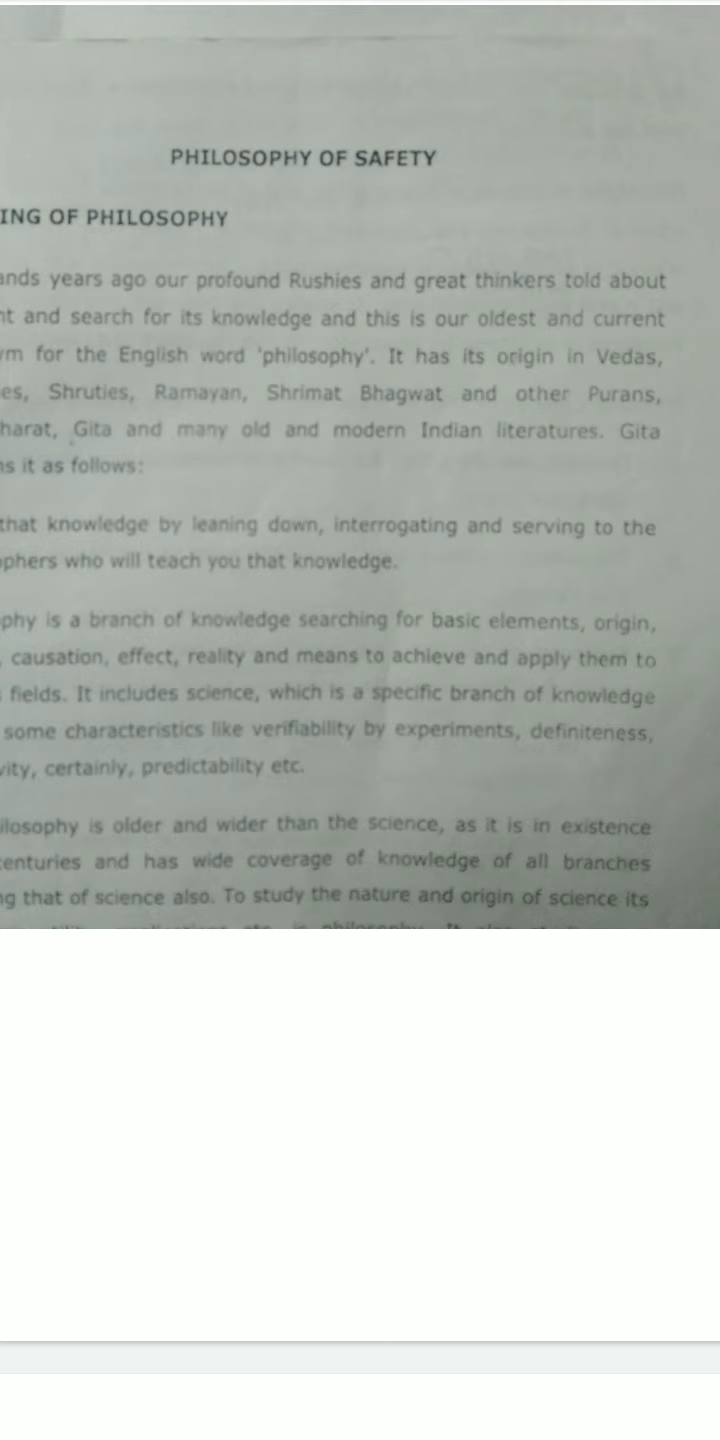 PHILOSOPHY OF SAFETY
ING OF PHILOSOPHY
ands years ago our profound Rushies and great thinkers told about
nt and search for its knowledge and this is our oldest and current
ym for the English word 'philosophy'. It has its origin in Vedas,
es, Shruties, Ramayan, Shrimat Bhagwat and other Purans,
harat, Gita and many old and modern Indian literatures. Gita
ns it as follows:
that knowledge by leaning down, interrogating and serving to the
ophers who will teach you that knowledge.
phy is a branch of knowledge searching for basic elements, origin,
, causation, effect, reality and means to achieve and apply them to
fields. It includes science, which is a specific branch of knowledge
some characteristics like verifiability by experiments, definiteness,
vity, certainly, predictability etc.
ilosophy is older and wider than the science, as it is in existence
centuries and has wide coverage of knowledge of all branches
ng that of science also. To study the nature and origin of science its